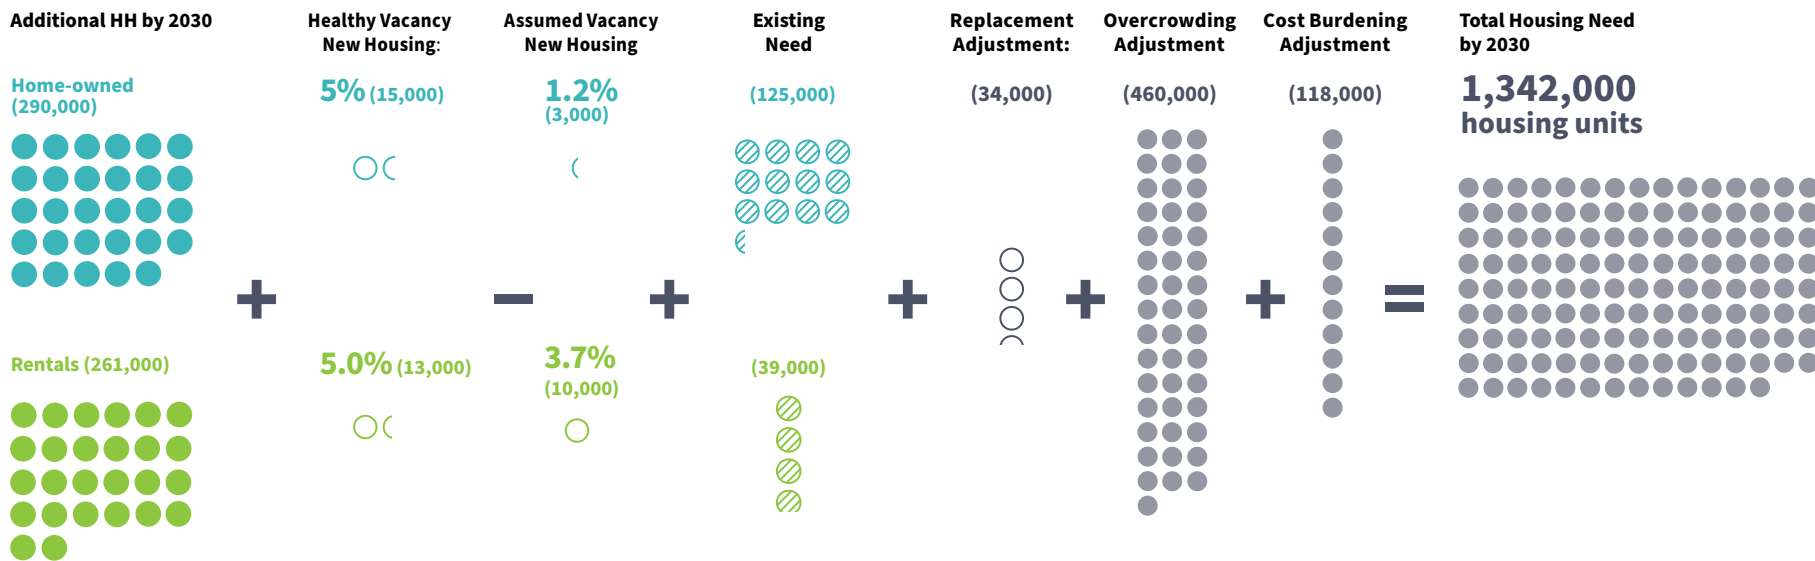 Additional HH by 2030
Healthy Vacancy
New Housing:
Assumed Vacancy
New Housing
Existing
Need
Replacement
Adjustment:
Overcrowding
Adjustment
Cost Burdening
Adjustment
Total Housing Need
by 2030
Home-owned
(290,000)
5% (15,000)
1.2%
(3,000)
(125,000)
(34,000)
(460,000)
(118,000)
1,342,000
housing units
+
−
+
+
+
+
=
Rentals (261,000)
5.0% (13,000)
3.7%
(10,000)
(39,000)